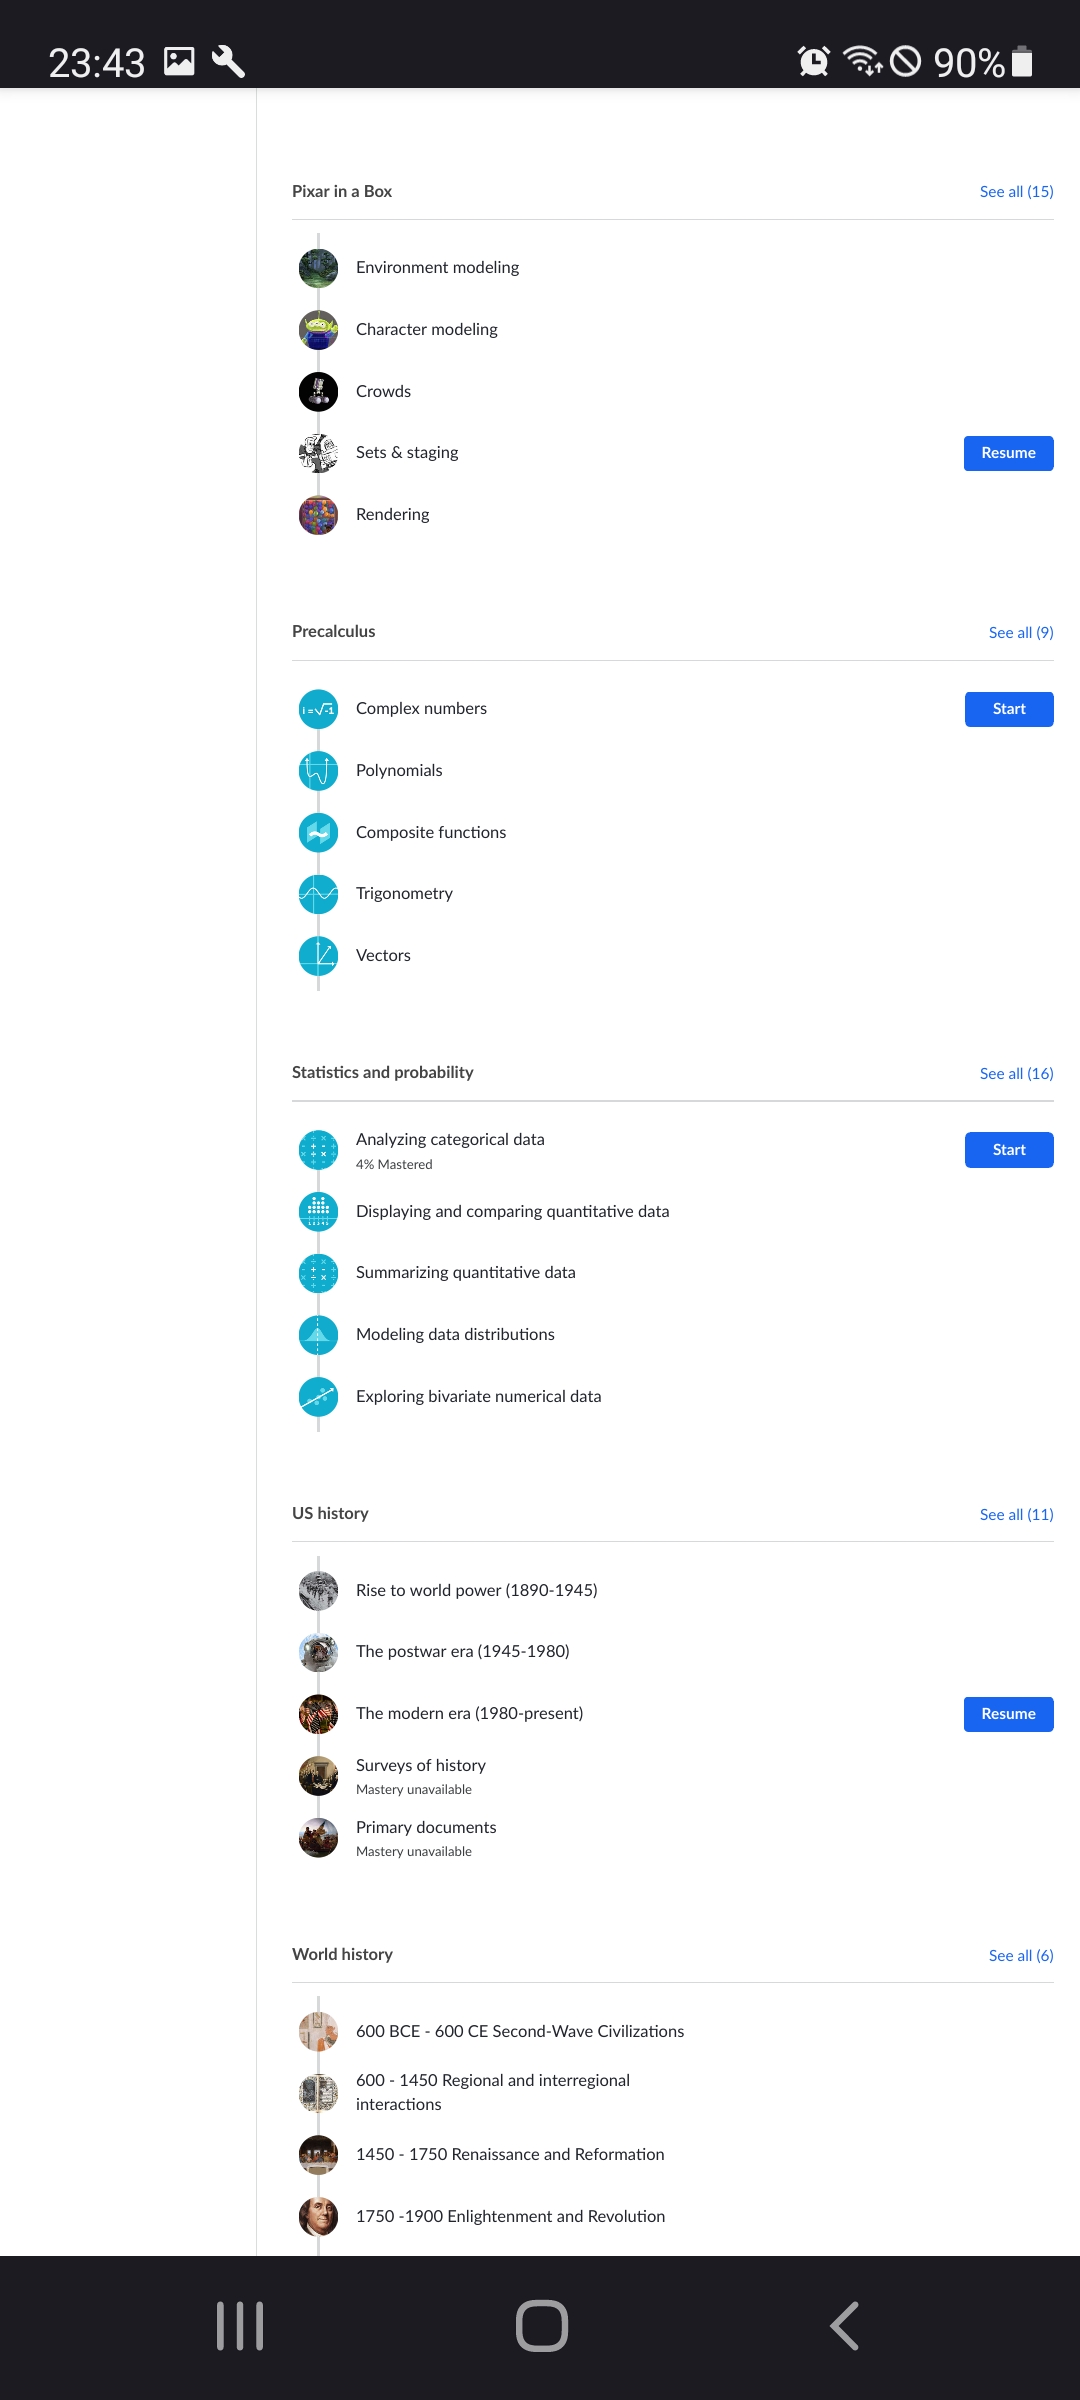 23:43
90%
Pixar in a Box
See all (15)
Environment modeling
Character modeling
Crowds
Sets & staging
Resume
Rendering
Precalculus
See all (9)
i = √-1
Complex numbers
Start
Polynomials
Composite functions
Trigonometry
Vectors
Statistics and probability
See all (16)
Analyzing categorical data
4% Mastered
Start
Displaying and comparing quantitative data
Summarizing quantitative data
Modeling data distributions
Exploring bivariate numerical data
US history
See all (11)
Rise to world power (1890-1945)
The postwar era (1945-1980)
The modern era (1980-present)
Resume
Surveys of history
Mastery unavailable
Primary documents
Mastery unavailable
World history
See all (6)
600 BCE - 600 CE Second-Wave Civilizations
600 - 1450 Regional and interregional
interactions
1450 - 1750 Renaissance and Reformation
1750 -1900 Enlightenment and Revolution